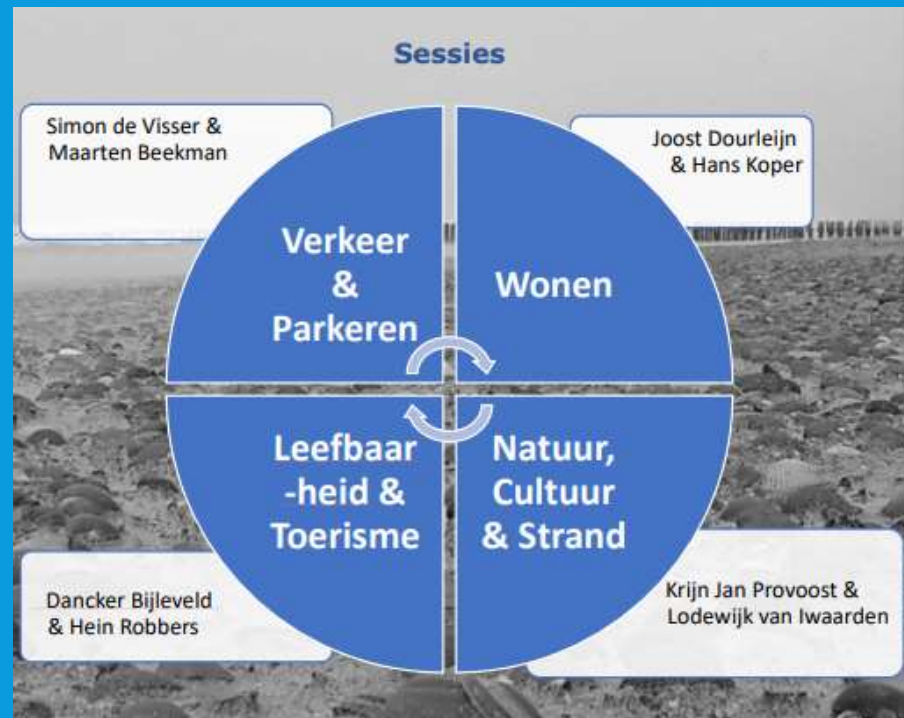 Sessies
Simon de Visser &
Maarten Beekman
Joost Dourleijn
& Hans Koper
Verkeer
&
Parkeren
Wonen
Leefbaar
-heid &
Toerisme
Natuur,
Cultuur
& Strand
Dancker Bijleveld
& Hein Robbers
Krijn Jan Provoost &
Lodewijk van Iwaarden